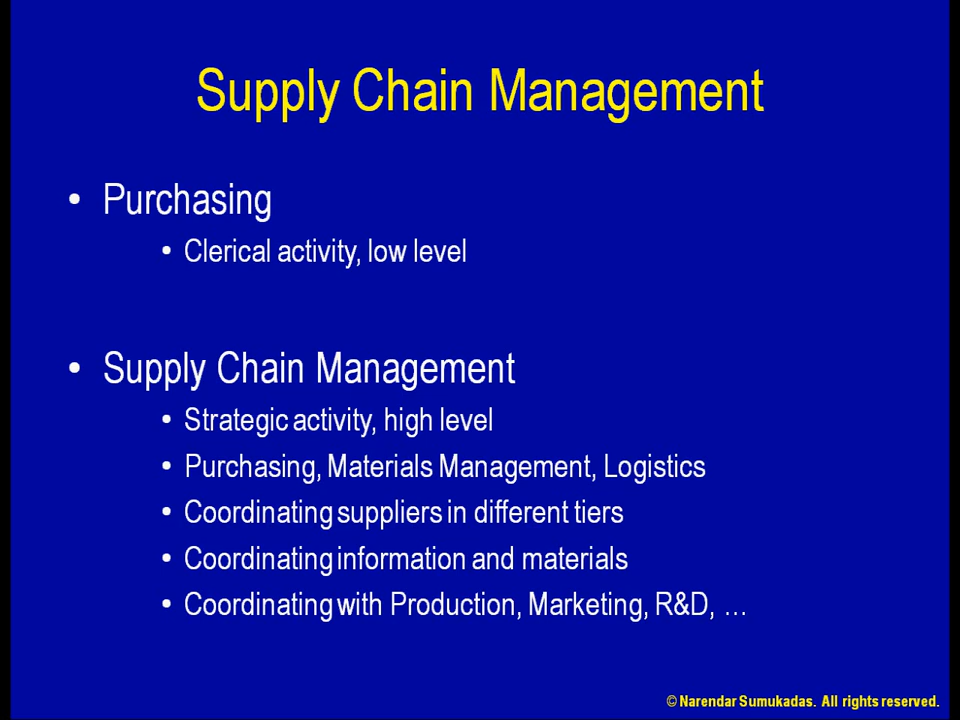 Supply Chain Management
• Purchasing
• Clerical activity, low level
• Supply Chain Management
• Strategic activity, high level
• Purchasing, Materials Management, Logistics
• Coordinating suppliers in different tiers
• Coordinating information and materials
• Coordinating with Production, Marketing, R&D, …
© Narendar Sumukadas. All rights reserved.